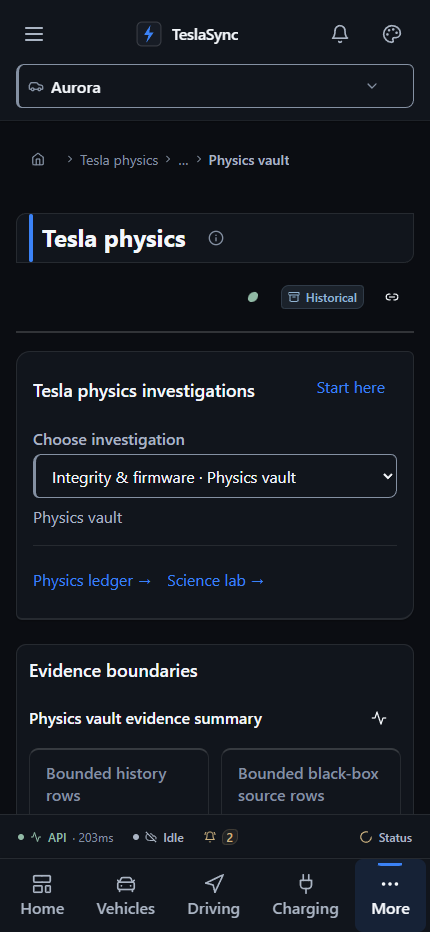 TeslaSync
Aurora
Tesla physics
...
Physics vault
Tesla physics
Historical
Tesla physics investigations
Start here
Choose investigation
Integrity & firmware · Physics vault
Physics vault
Physics ledger →
Science lab →
Evidence boundaries
Physics vault evidence summary
Bounded history
rows
Bounded black-box
source rows
API · 203ms
Idle
2
Status
Home
Vehicles
Driving
Charging
More